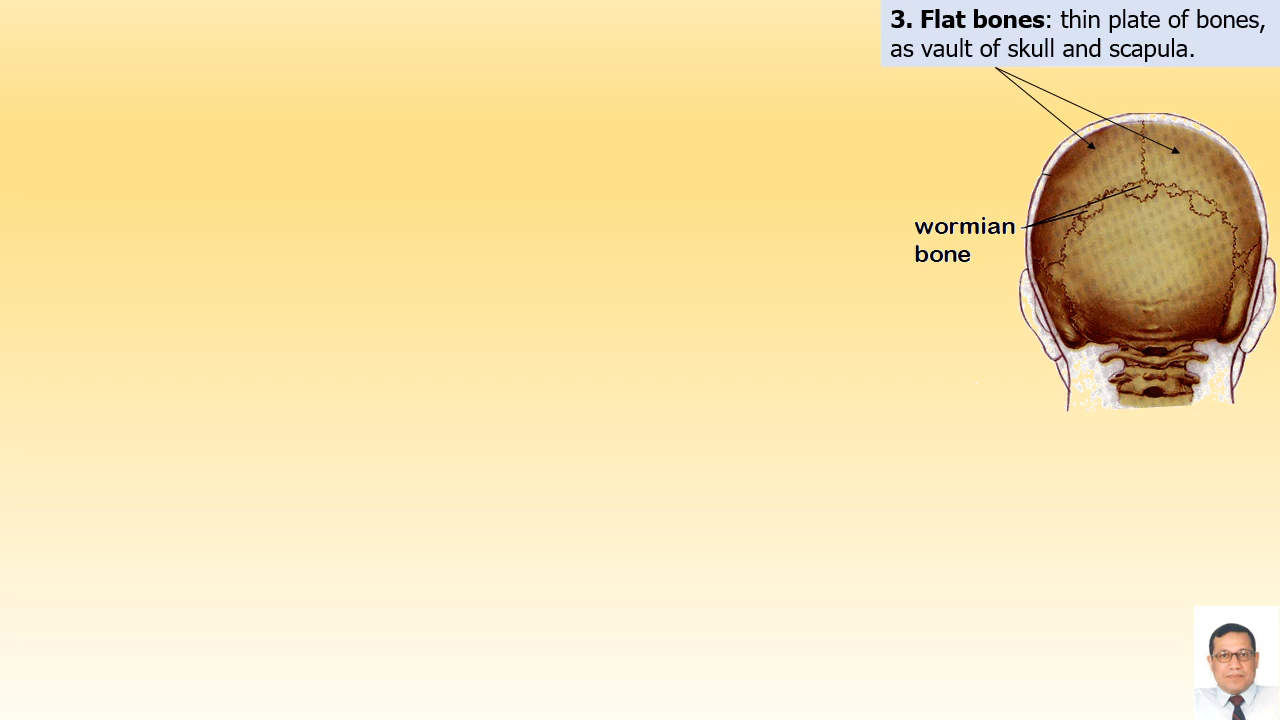 3. Flat bones: thin plate of bones,
as vault of skull and scapula.
wormian
bone